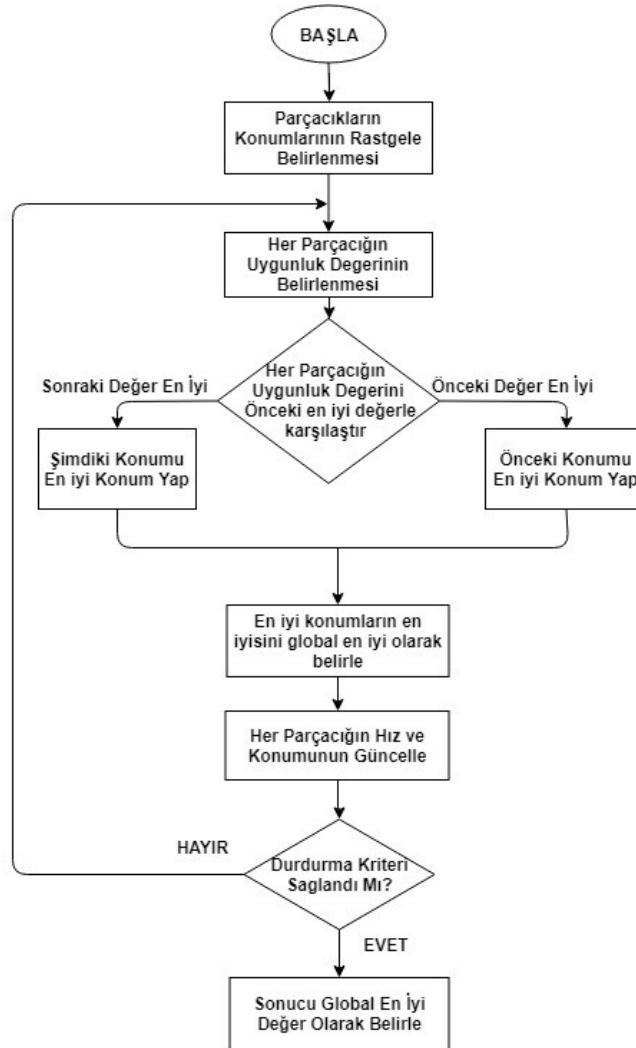 BAŞLA
Parçacıkların
Konumlarının Rastgele
Belirlenmesi
Her Parçacığın
Uygunluk Degerinin
Belirlenmesi
Her Parçacığın
Uygunluk Degerini
Önceki en iyi değerle
karşılaştır
Sonraki Değer En İyi
Önceki Değer En İyi
Şimdiki Konumu
En iyi Konum Yap
Önceki Konumu
En iyi Konum Yap
En iyi konumların en
iyisini global en iyi olarak
belirle
Her Parçacığın Hız ve
Konumunun Güncelle
HAYIR
Durdurma Kriteri
Saglandi Mı?
EVET
Sonucu Global En İyi
Değer Olarak Belirle